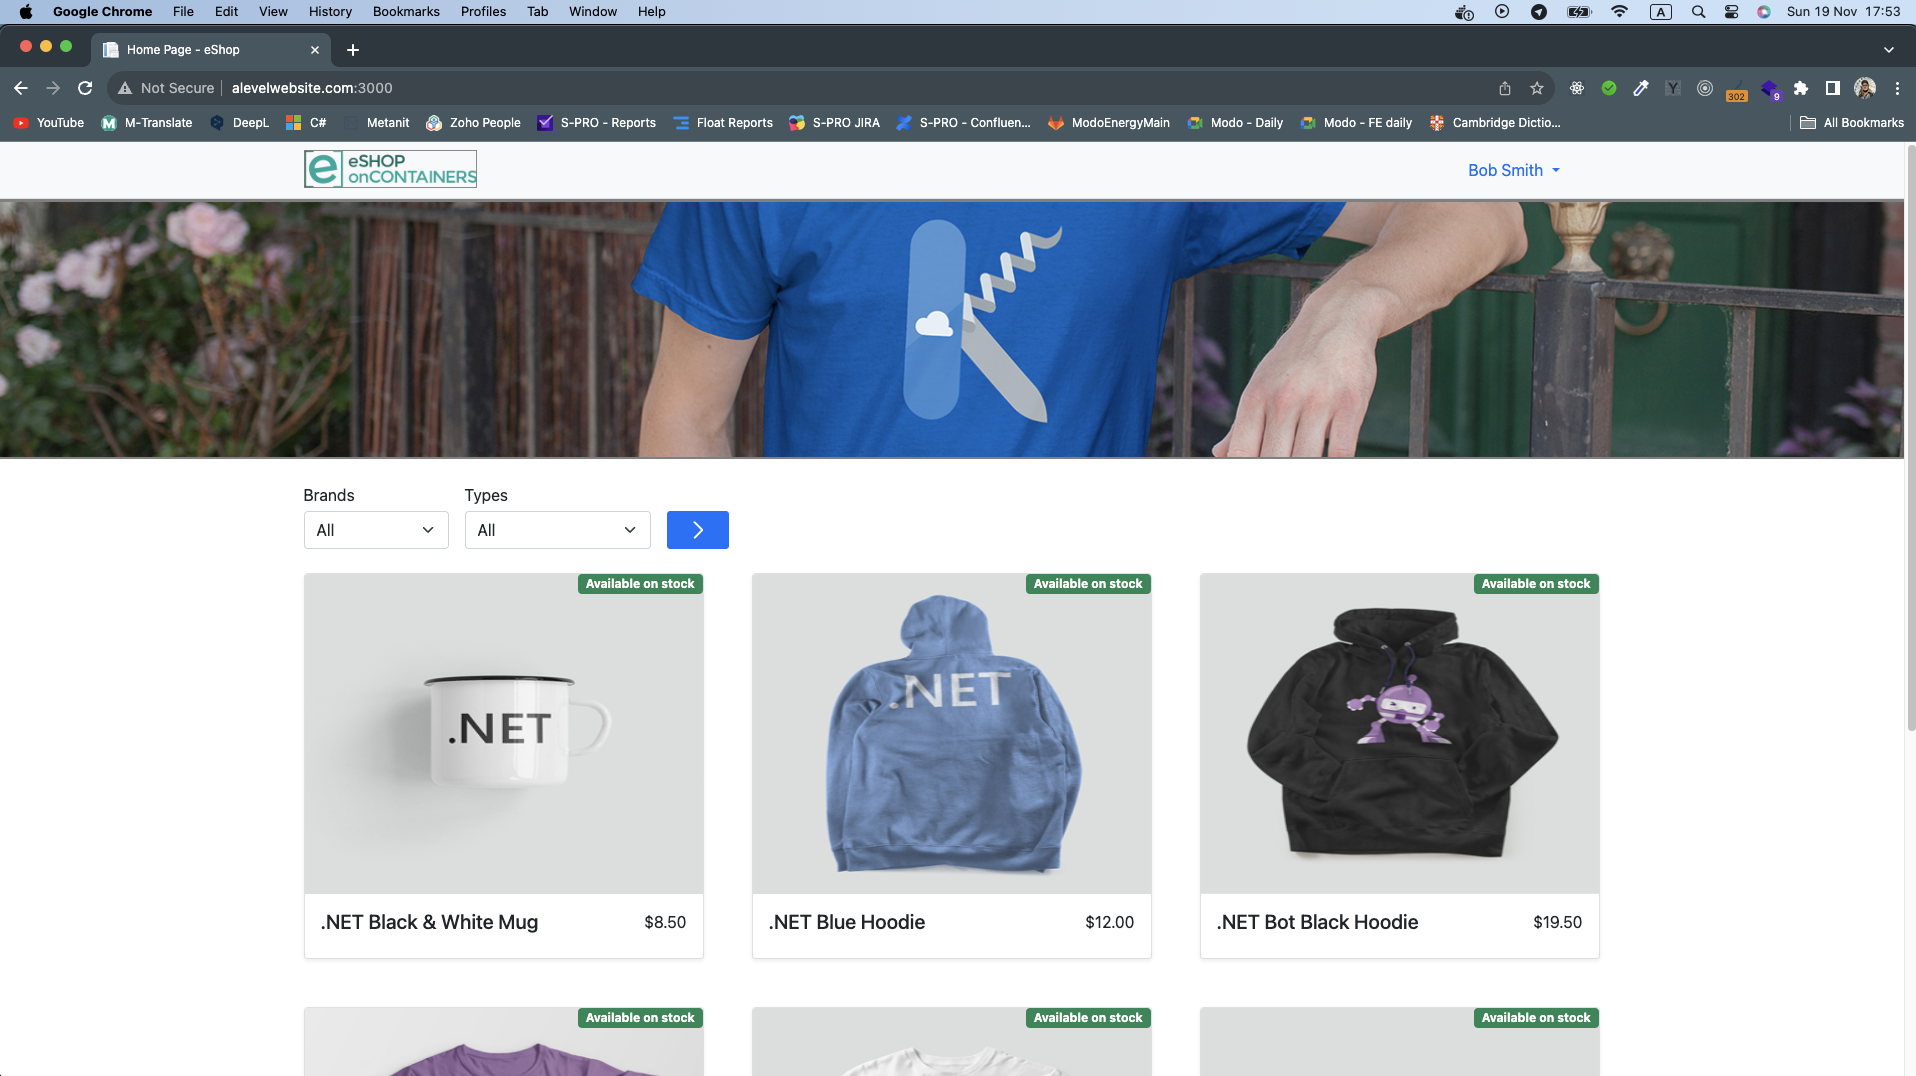 Google Chrome File Edit View History Bookmarks Profiles Tab Window Help A Sun 19 Nov 17:53
Home Page - eShop
Not Secure alevelwebsite.com:3000 Y 302 9
YouTube M-Translate DeepL C# Metanit Zoho People S-PRO - Reports Float Reports S-PRO JIRA S-PRO - Confluen... ModoEnergyMain Modo - Daily Modo - FE daily Cambridge Dictio... All Bookmarks
e eSHOP
onCONTAINERS
Bob Smith
Brands Types
All All
Available on stock Available on stock Available on stock
.NET .NET
.NET Black & White Mug $8.50 .NET Blue Hoodie $12.00 .NET Bot Black Hoodie $19.50
Available on stock Available on stock Available on stock